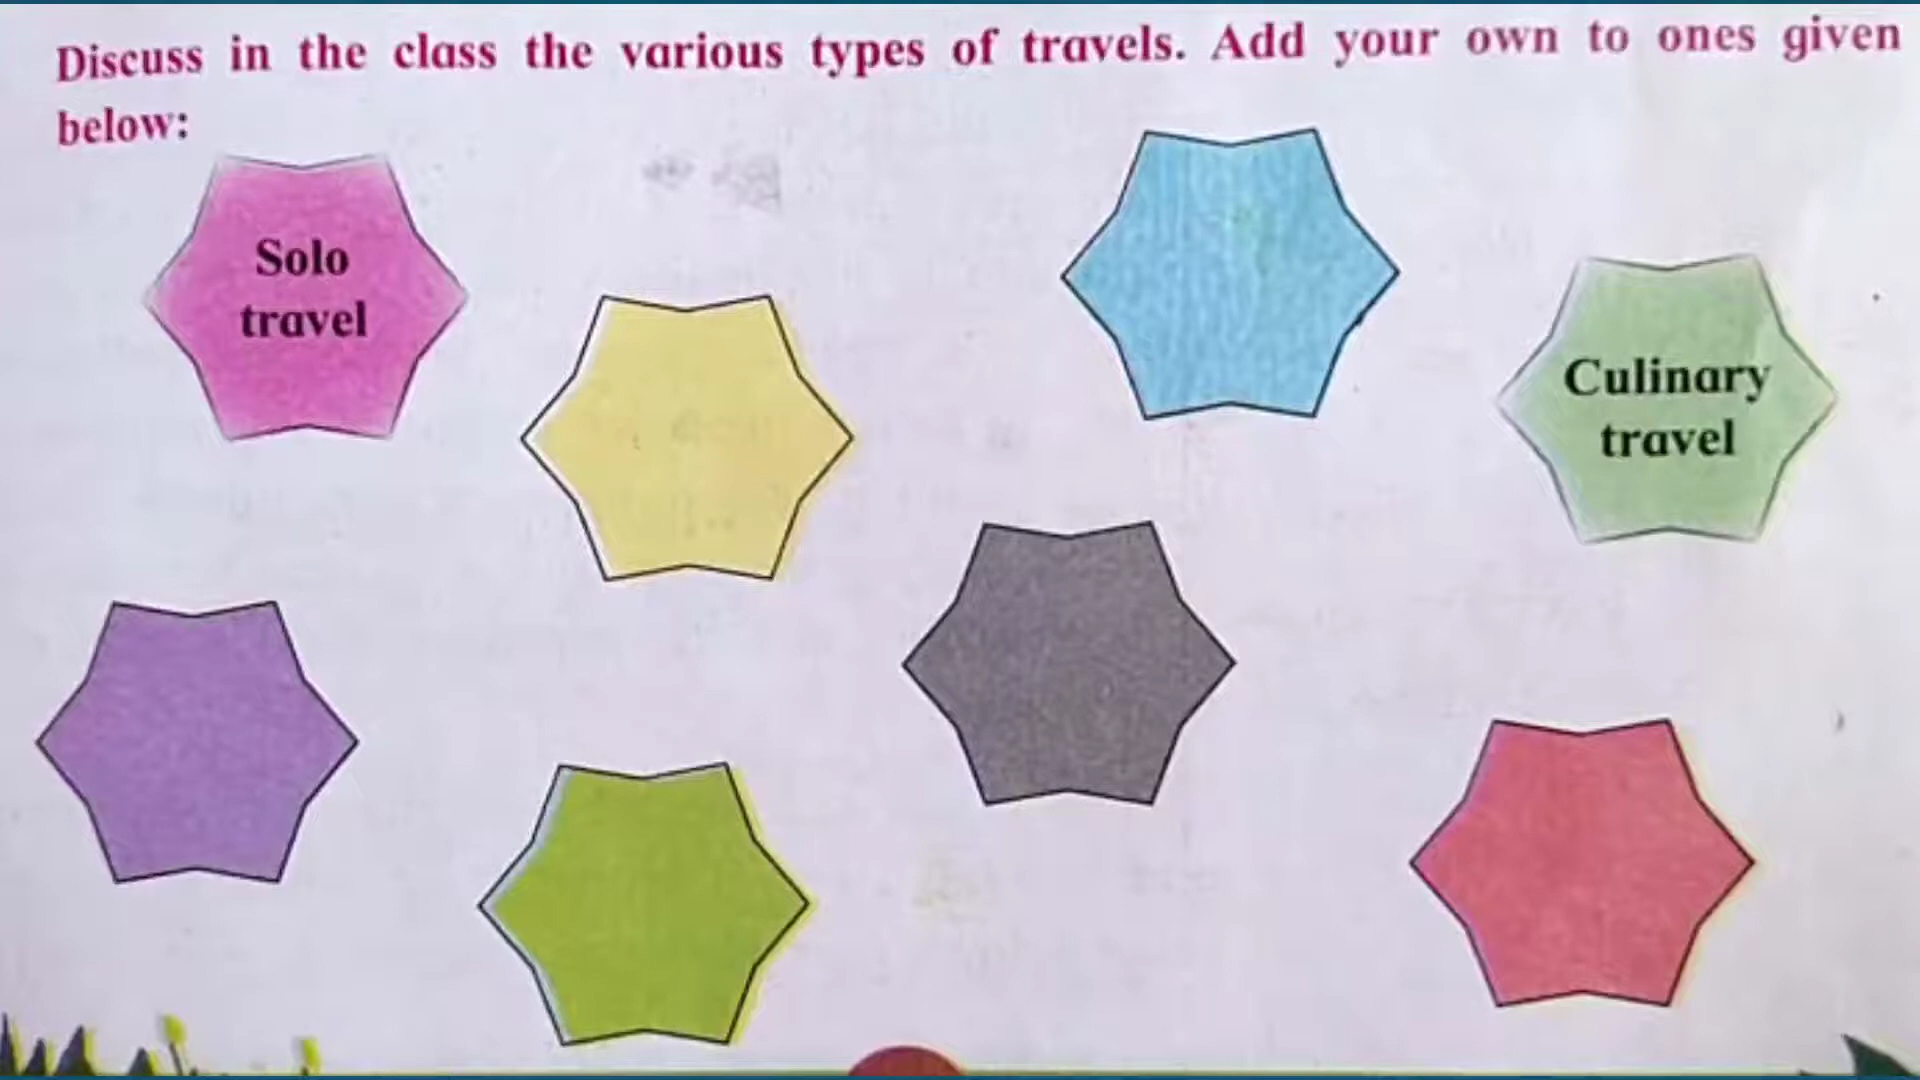 Discuss in the class the various types of travels. Add your own to ones given
below:
Solo
travel
Culinary
travel